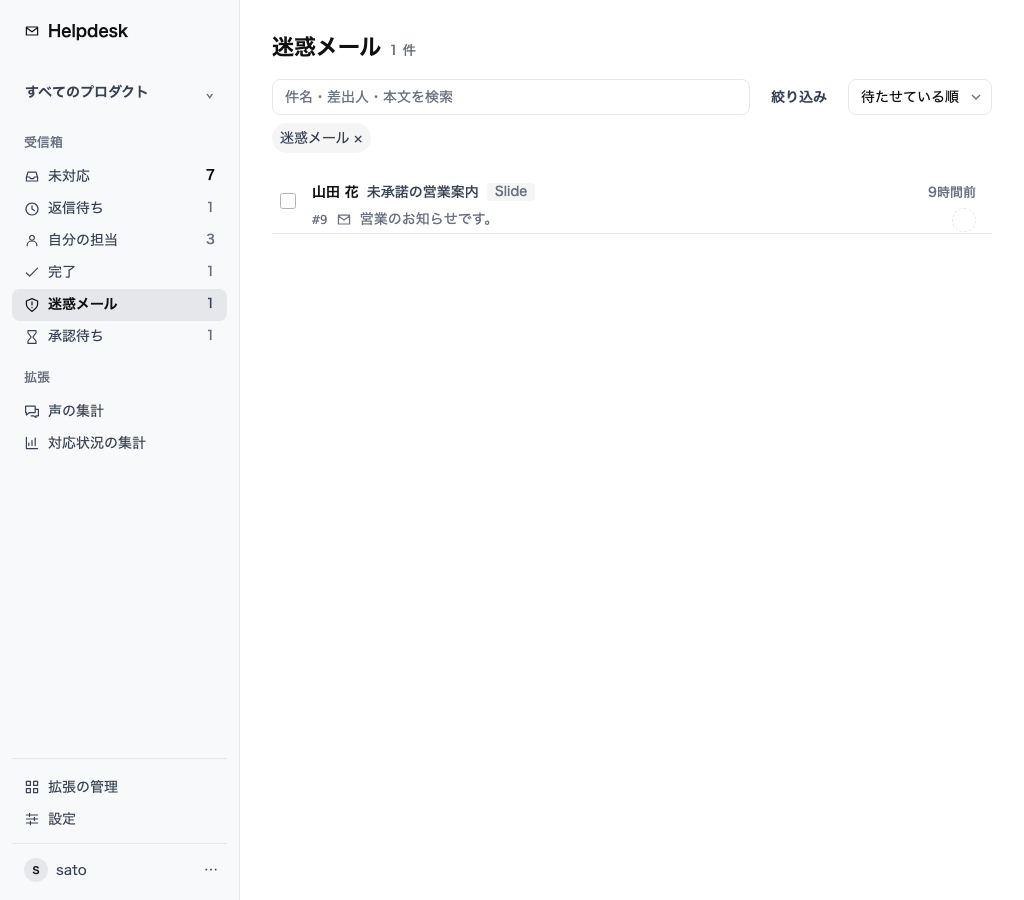 Helpdesk
すべてのプロダクト
受信箱
未対応 7
返信待ち 1
自分の担当 3
完了 1
迷惑メール 1
承認待ち 1
拡張
声の集計
対応状況の集計
拡張の管理
設定
S sato ...
迷惑メール 1 件
件名・差出人・本文を検索 絞り込み 待たせている順
迷惑メール ×
山田 花 未承諾の営業案内 Slide 9時間前
#9 営業のお知らせです。